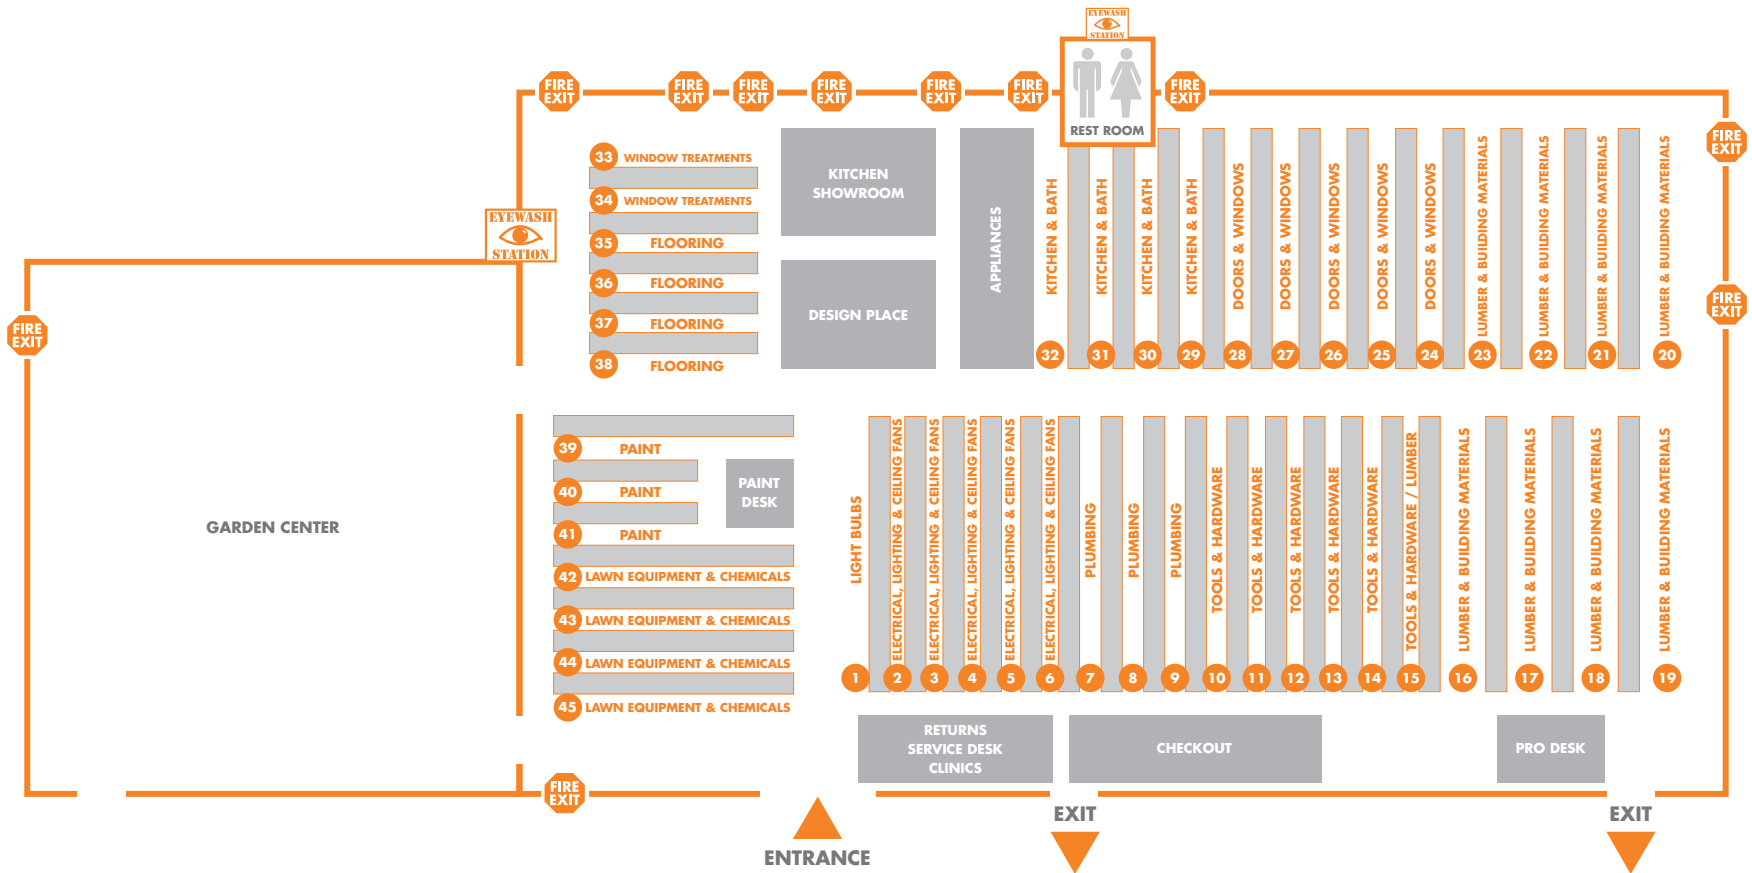 EYEWASH
STATION
FIRE
EXIT
FIRE
EXIT
FIRE
EXIT
FIRE
EXIT
FIRE
EXIT
FIRE
EXIT
FIRE
EXIT
REST ROOM
FIRE
EXIT
FIRE
EXIT
EYEWASH
STATION
FIRE
EXIT
33 WINDOW TREATMENTS
34 WINDOW TREATMENTS
35 FLOORING
36 FLOORING
37 FLOORING
38 FLOORING
KITCHEN
SHOWROOM
DESIGN PLACE
APPLIANCES
KITCHEN & BATH
32
KITCHEN & BATH
31
KITCHEN & BATH
30
KITCHEN & BATH
29
DOORS & WINDOWS
28
DOORS & WINDOWS
27
DOORS & WINDOWS
26
DOORS & WINDOWS
25
DOORS & WINDOWS
24
LUMBER & BUILDING MATERIALS
23
LUMBER & BUILDING MATERIALS
22
LUMBER & BUILDING MATERIALS
21
LUMBER & BUILDING MATERIALS
20
GARDEN CENTER
39 PAINT
40 PAINT
41 PAINT
PAINT
DESK
42 LAWN EQUIPMENT & CHEMICALS
43 LAWN EQUIPMENT & CHEMICALS
44 LAWN EQUIPMENT & CHEMICALS
45 LAWN EQUIPMENT & CHEMICALS
LIGHT BULBS
1
ELECTRICAL, LIGHTING & CEILING FANS
2
ELECTRICAL, LIGHTING & CEILING FANS
3
ELECTRICAL, LIGHTING & CEILING FANS
4
ELECTRICAL, LIGHTING & CEILING FANS
5
ELECTRICAL, LIGHTING & CEILING FANS
6
PLUMBING
7
PLUMBING
8
PLUMBING
9
TOOLS & HARDWARE
10
TOOLS & HARDWARE
11
TOOLS & HARDWARE
12
TOOLS & HARDWARE
13
TOOLS & HARDWARE
14
TOOLS & HARDWARE / LUMBER
15
LUMBER & BUILDING MATERIALS
16
LUMBER & BUILDING MATERIALS
17
LUMBER & BUILDING MATERIALS
18
LUMBER & BUILDING MATERIALS
19
RETURNS
SERVICE DESK
CLINICS
CHECKOUT
PRO DESK
FIRE
EXIT
ENTRANCE
EXIT
EXIT